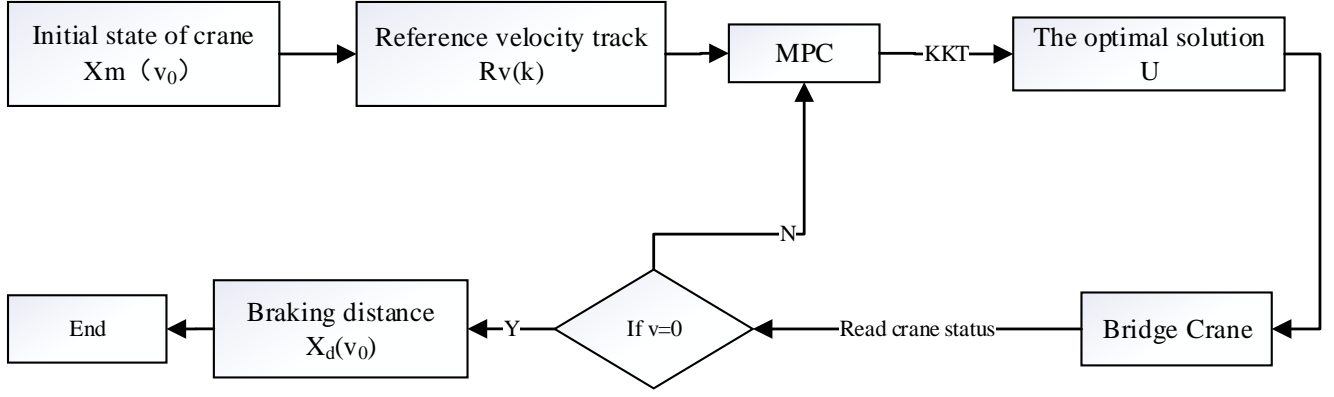 Initial state of crane
Xm（v₀）
Reference velocity track
Rv(k)
MPC
KKT
The optimal solution
U
N
End
Braking distance
X_d(v₀)
Y
If v=0
Read crane status
Bridge Crane